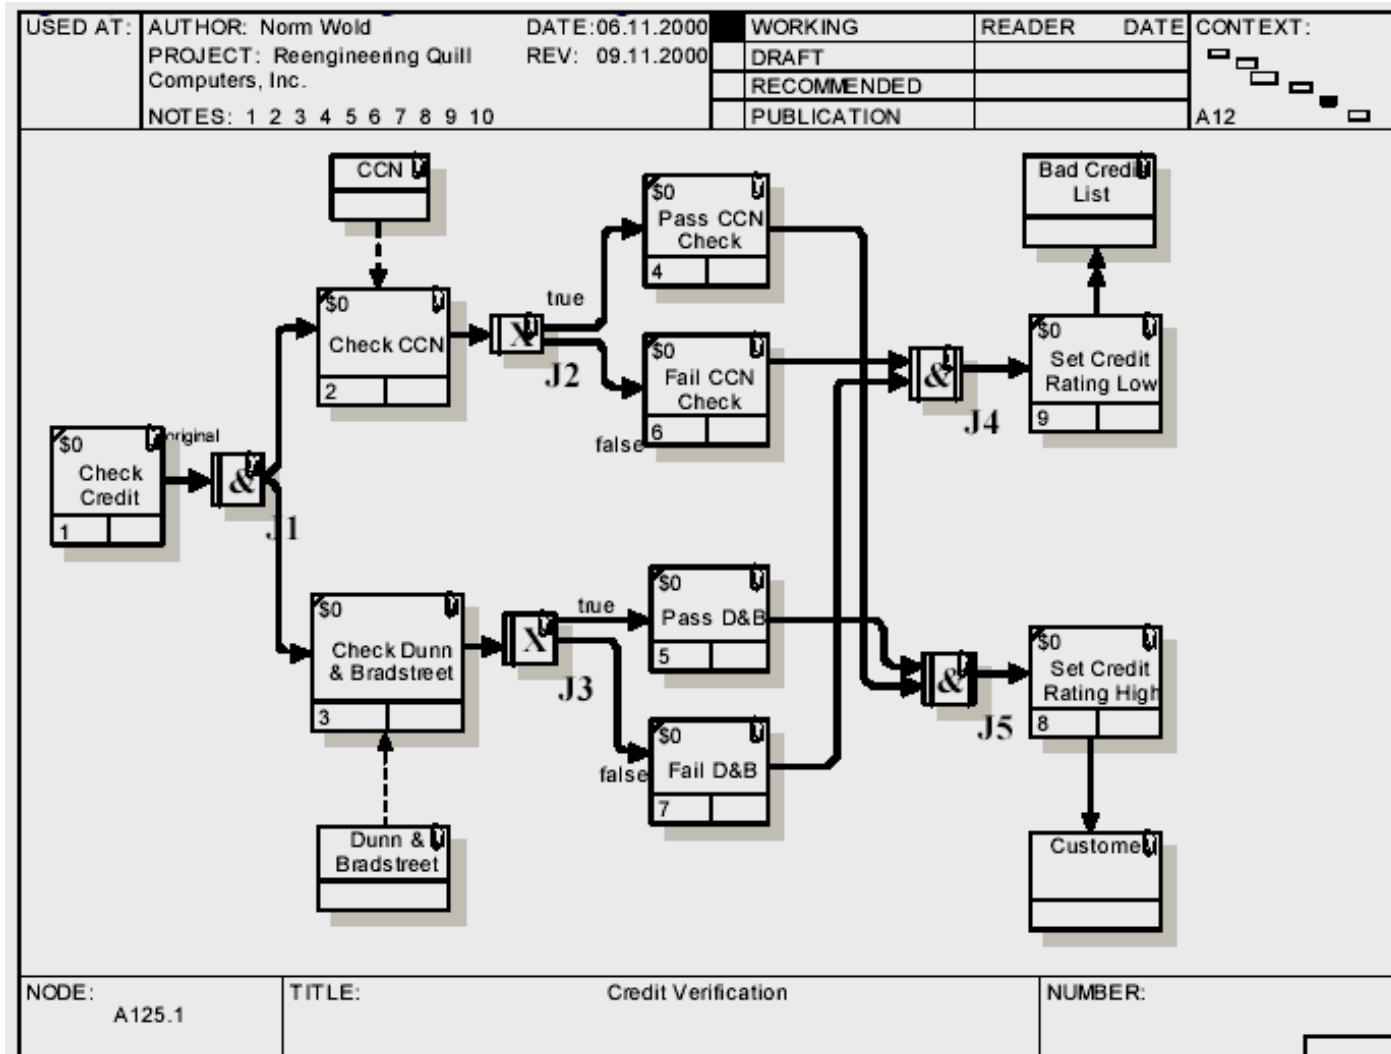 USED AT:
AUTHOR: Norm Wold
DATE:06.11.2000
PROJECT: Reengineering Quill
Computers, Inc.
REV: 09.11.2000
NOTES: 1 2 3 4 5 6 7 8 9 10
WORKING
DRAFT
RECOMMENDED
PUBLICATION
READER DATE
CONTEXT:
A12
CCN
$0
Pass CCN
Check
4
Bad Credit
List
$0
Check CCN
2
true
X
J2
false
$0
Fail CCN
Check
6
&
J4
$0
Set Credit
Rating Low
9
$0
Check
Credit
1
original
&
J1
$0
Check Dunn
& Bradstreet
3
true
X
J3
false
$0
Pass D&B
5
$0
Fail D&B
7
&
J5
$0
Set Credit
Rating High
8
Dunn &
Bradstreet
Custome
NODE:
A125.1
TITLE:
Credit Verification
NUMBER: